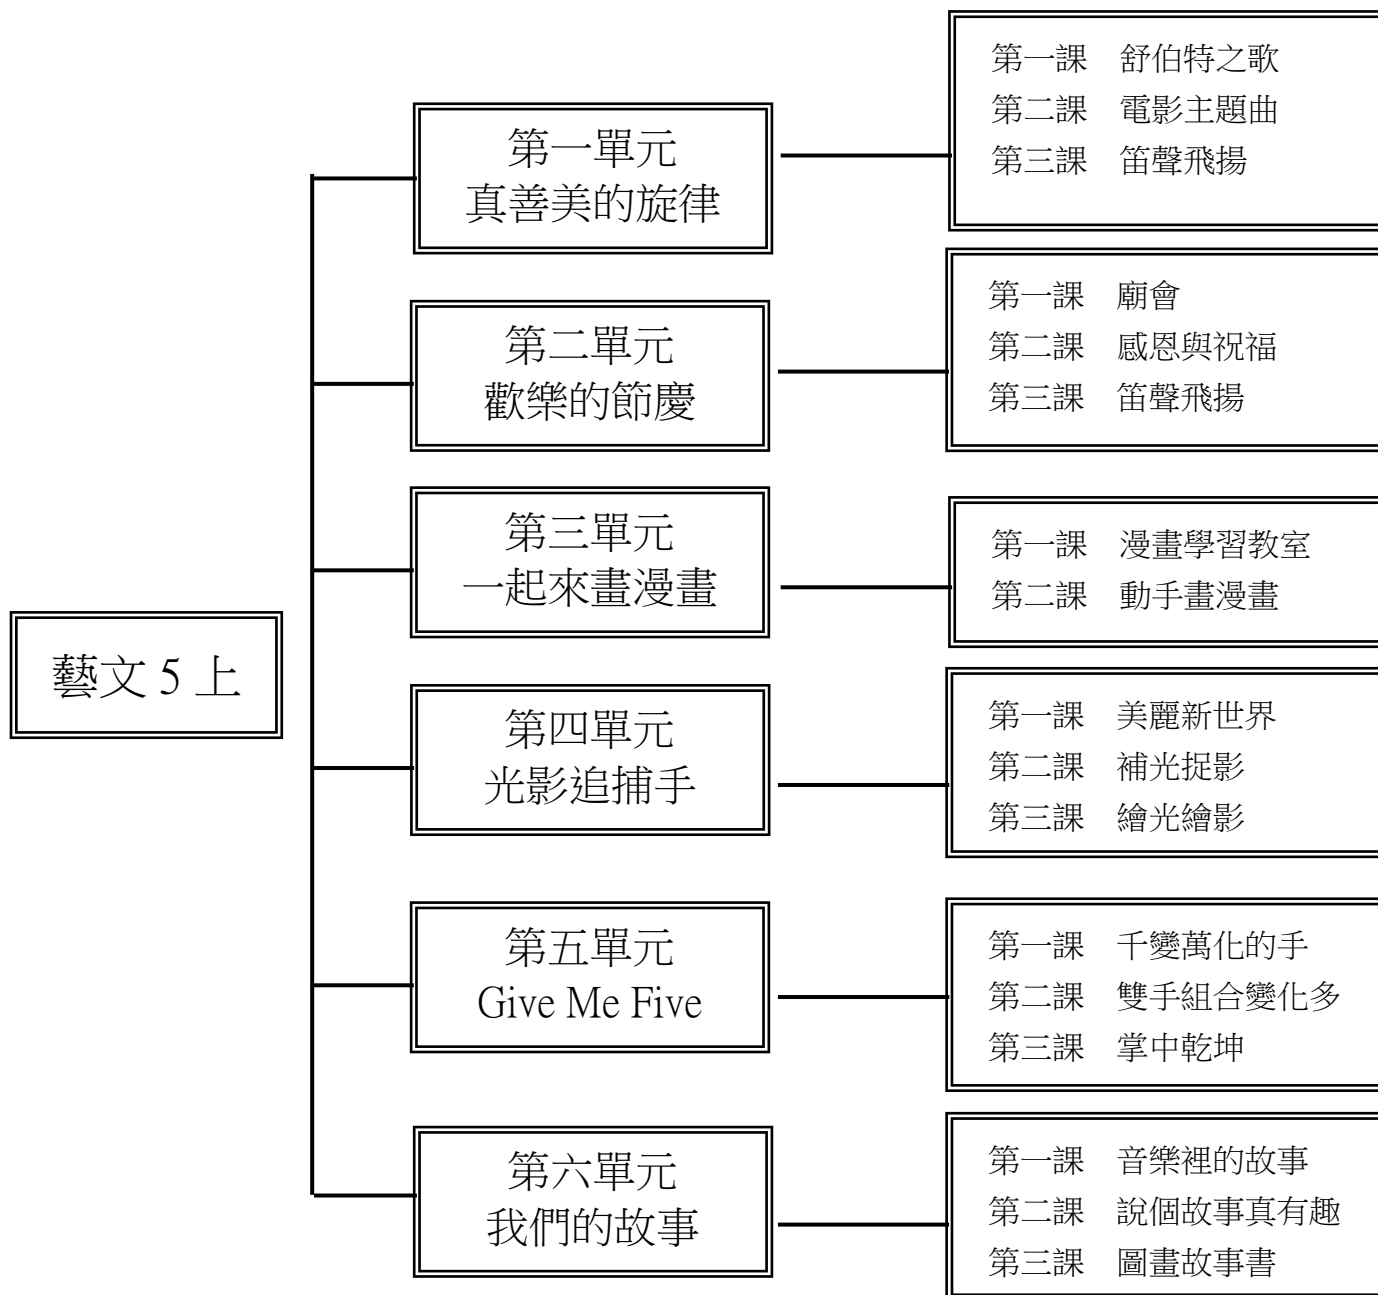 藝文 5 上
第一單元
真善美的旋律
第一課　舒伯特之歌
第二課　電影主題曲
第三課　笛聲飛揚
第二單元
歡樂的節慶
第一課　廟會
第二課　感恩與祝福
第三課　笛聲飛揚
第三單元
一起來畫漫畫
第一課　漫畫學習教室
第二課　動手畫漫畫
第四單元
光影追捕手
第一課　美麗新世界
第二課　補光捉影
第三課　繪光繪影
第五單元
Give Me Five
第一課　千變萬化的手
第二課　雙手組合變化多
第三課　掌中乾坤
第六單元
我們的故事
第一課　音樂裡的故事
第二課　說個故事真有趣
第三課　圖畫故事書